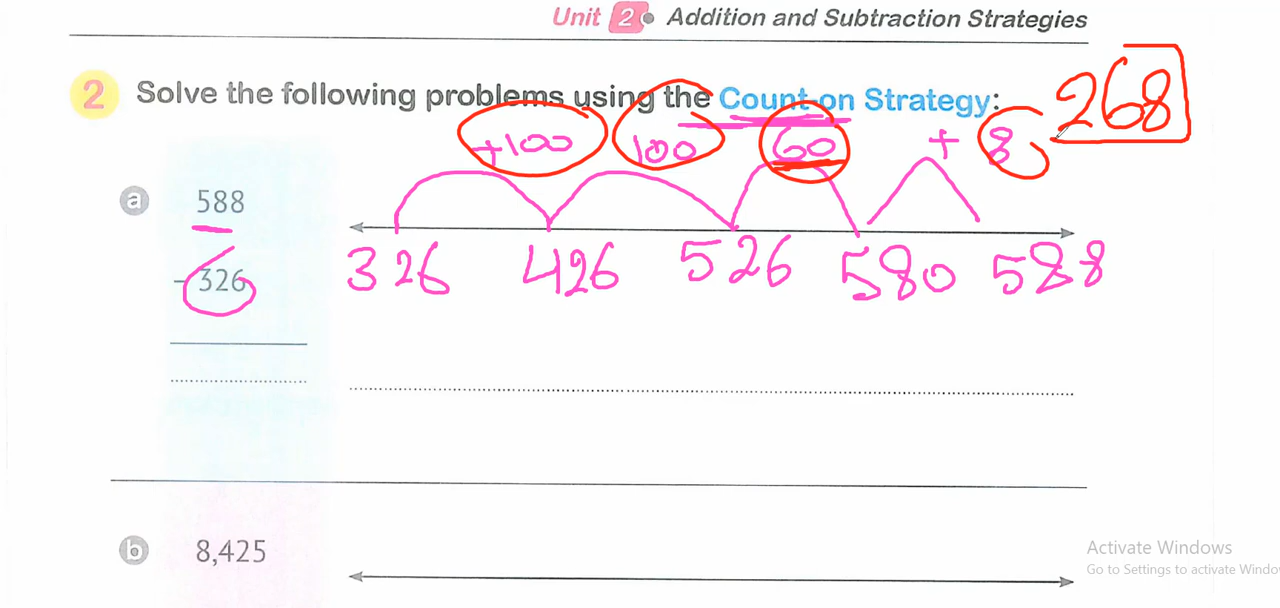 Unit 2 Addition and Subtraction Strategies
2 Solve the following problems using the Count-on Strategy:
268
+100 100 60 + 8
a 588
- 326
326 426 526 580 588
b 8,425
Activate Windows
Go to Settings to activate Windo